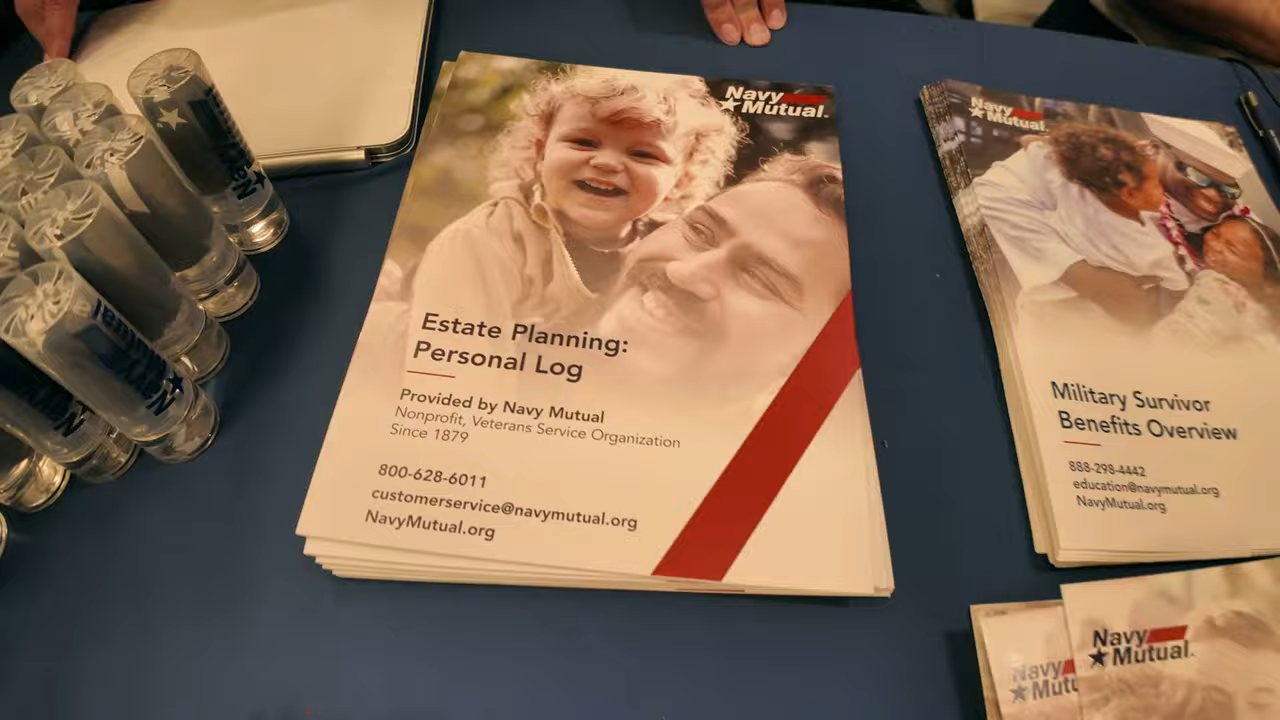 Navy
Mutual.
Estate Planning:
Personal Log
Provided by Navy Mutual
Nonprofit, Veterans Service Organization
Since 1879
800-628-6011
customerservice@navymutual.org
NavyMutual.org
Navy
Mutual.
Military Survivor
Benefits Overview
888-298-4442
education@navymutual.org
NavyMutual.org
Navy
Mutu
Navy
Mutual.